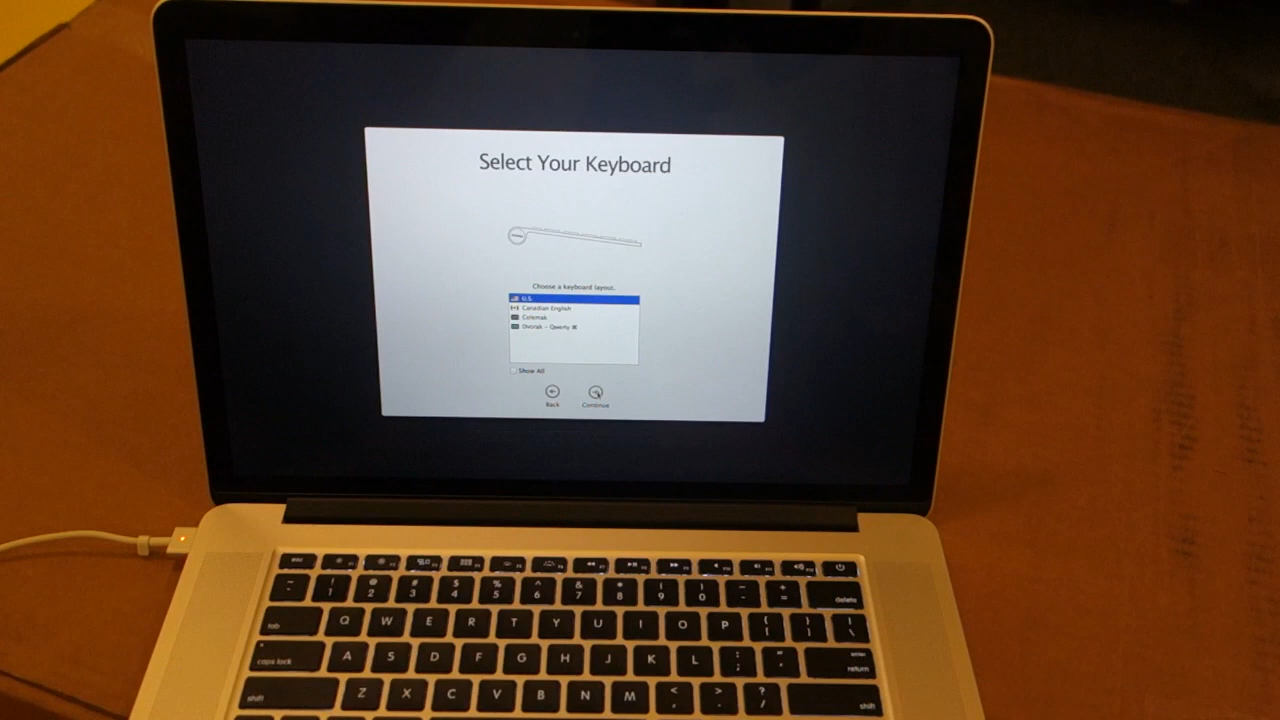 Select Your Keyboard
Choose a keyboard layout.
U.S.
Canadian English
Colemak
Dvorak - Qwerty ⌘
Show All
Back
Continue
esc
~ ! @ # $ % ^ & * ( ) _ +
1 2 3 4 5 6 7 8 9 0 - = delete
tab Q W E R T Y U I O P { [ } ] | \
caps lock A S D F G H J K L : ; " ' enter return
shift Z X C V B N M < , > . ? / shift